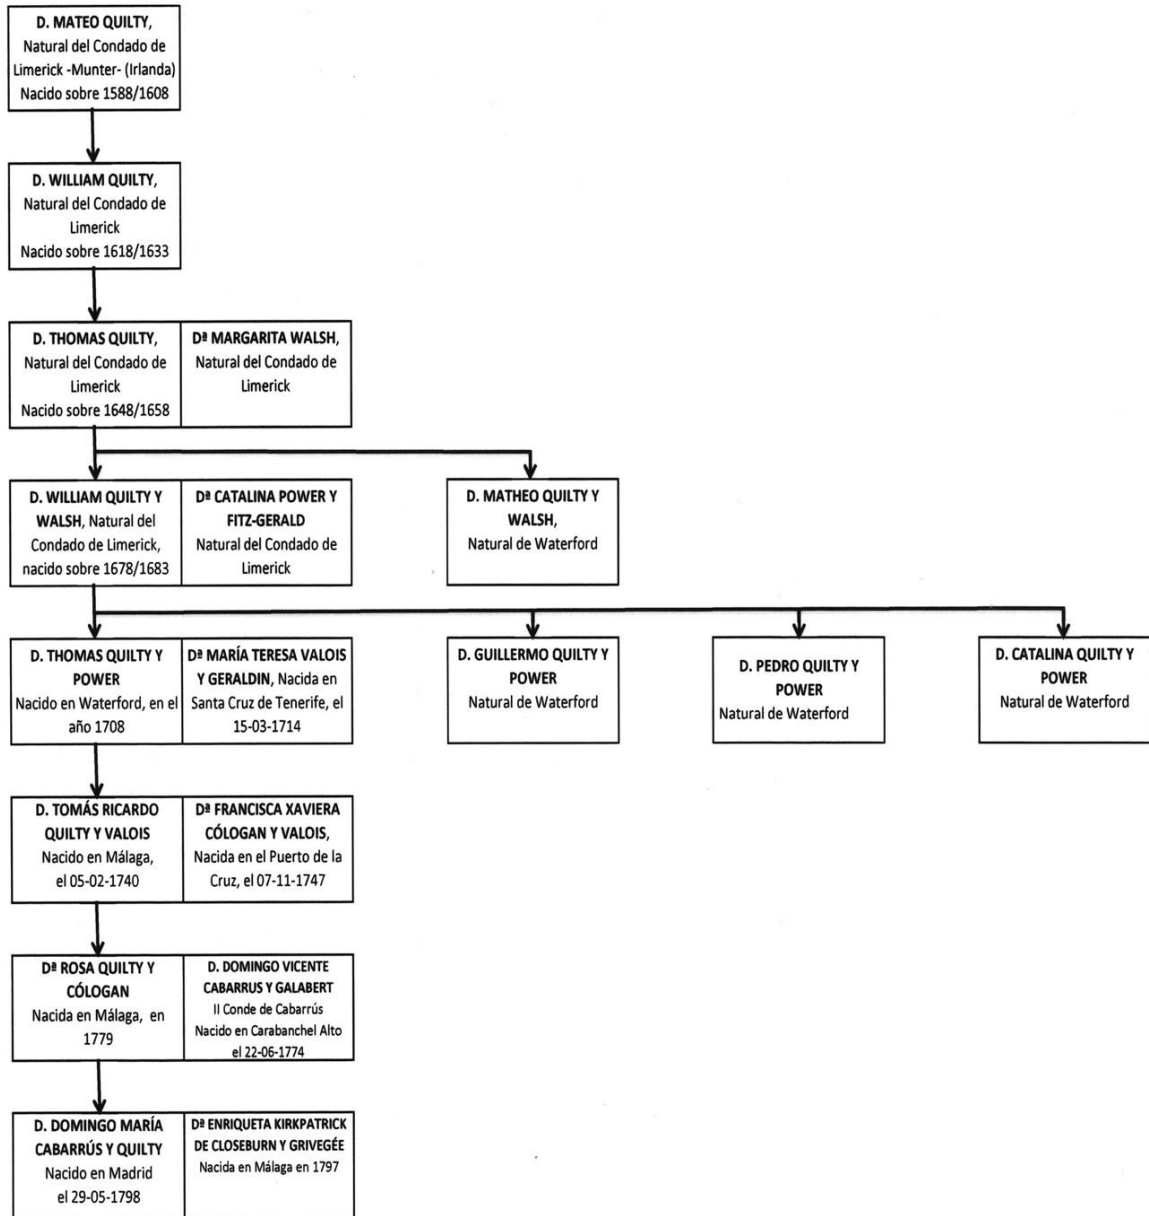 D. MATEO QUILTY,
Natural del Condado de
Limerick -Munter- (Irlanda)
Nacido sobre 1588/1608
D. WILLIAM QUILTY,
Natural del Condado de
Limerick
Nacido sobre 1618/1633
D. THOMAS QUILTY,
Natural del Condado de
Limerick
Nacido sobre 1648/1658
Dª MARGARITA WALSH,
Natural del Condado de
Limerick
D. WILLIAM QUILTY Y
WALSH, Natural del
Condado de Limerick,
nacido sobre 1678/1683
Dª CATALINA POWER Y
FITZ-GERALD
Natural del Condado de
Limerick
D. MATHEO QUILTY Y
WALSH,
Natural de Waterford
D. THOMAS QUILTY Y
POWER
Nacido en Waterford, en el
año 1708
Dª MARÍA TERESA VALOIS
Y GERALDIN, Nacida en
Santa Cruz de Tenerife, el
15-03-1714
D. GUILLERMO QUILTY Y
POWER
Natural de Waterford
D. PEDRO QUILTY Y
POWER
Natural de Waterford
D. CATALINA QUILTY Y
POWER
Natural de Waterford
D. TOMÁS RICARDO
QUILTY Y VALOIS
Nacido en Málaga,
el 05-02-1740
Dª FRANCISCA XAVIERA
CÓLOGAN Y VALOIS,
Nacida en el Puerto de la
Cruz, el 07-11-1747
Dª ROSA QUILTY Y
CÓLOGAN
Nacida en Málaga, en
1779
D. DOMINGO VICENTE
CABARRUS Y GALABERT
II Conde de Cabarrús
Nacido en Carabanchel Alto
el 22-06-1774
D. DOMINGO MARÍA
CABARRÚS Y QUILTY
Nacido en Madrid
el 29-05-1798
Dª ENRIQUETA KIRKPATRICK
DE CLOSEBURN Y GRIVEGÉE
Nacida en Málaga en 1797